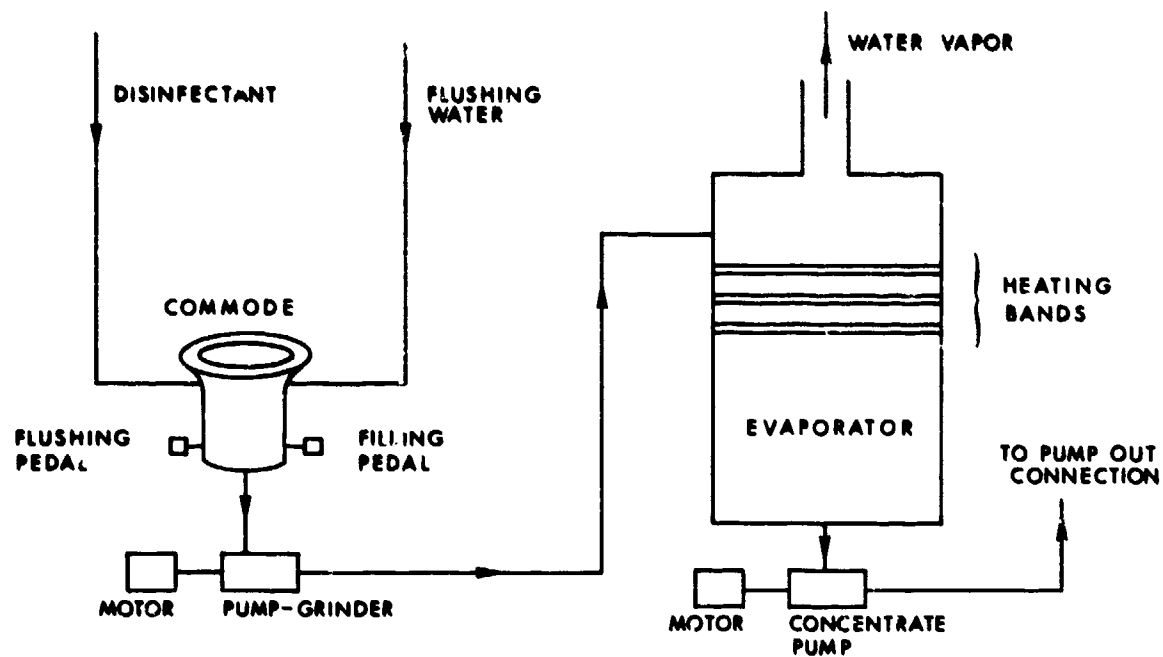 WATER VAPOR
DISINFECTANT
FLUSHING
WATER
COMMODE
HEATING
BANDS
FLUSHING
PEDAL
FILLING
PEDAL
EVAPORATOR
TO PUMP OUT
CONNECTION
MOTOR
PUMP-GRINDER
MOTOR
CONCENTRATE
PUMP